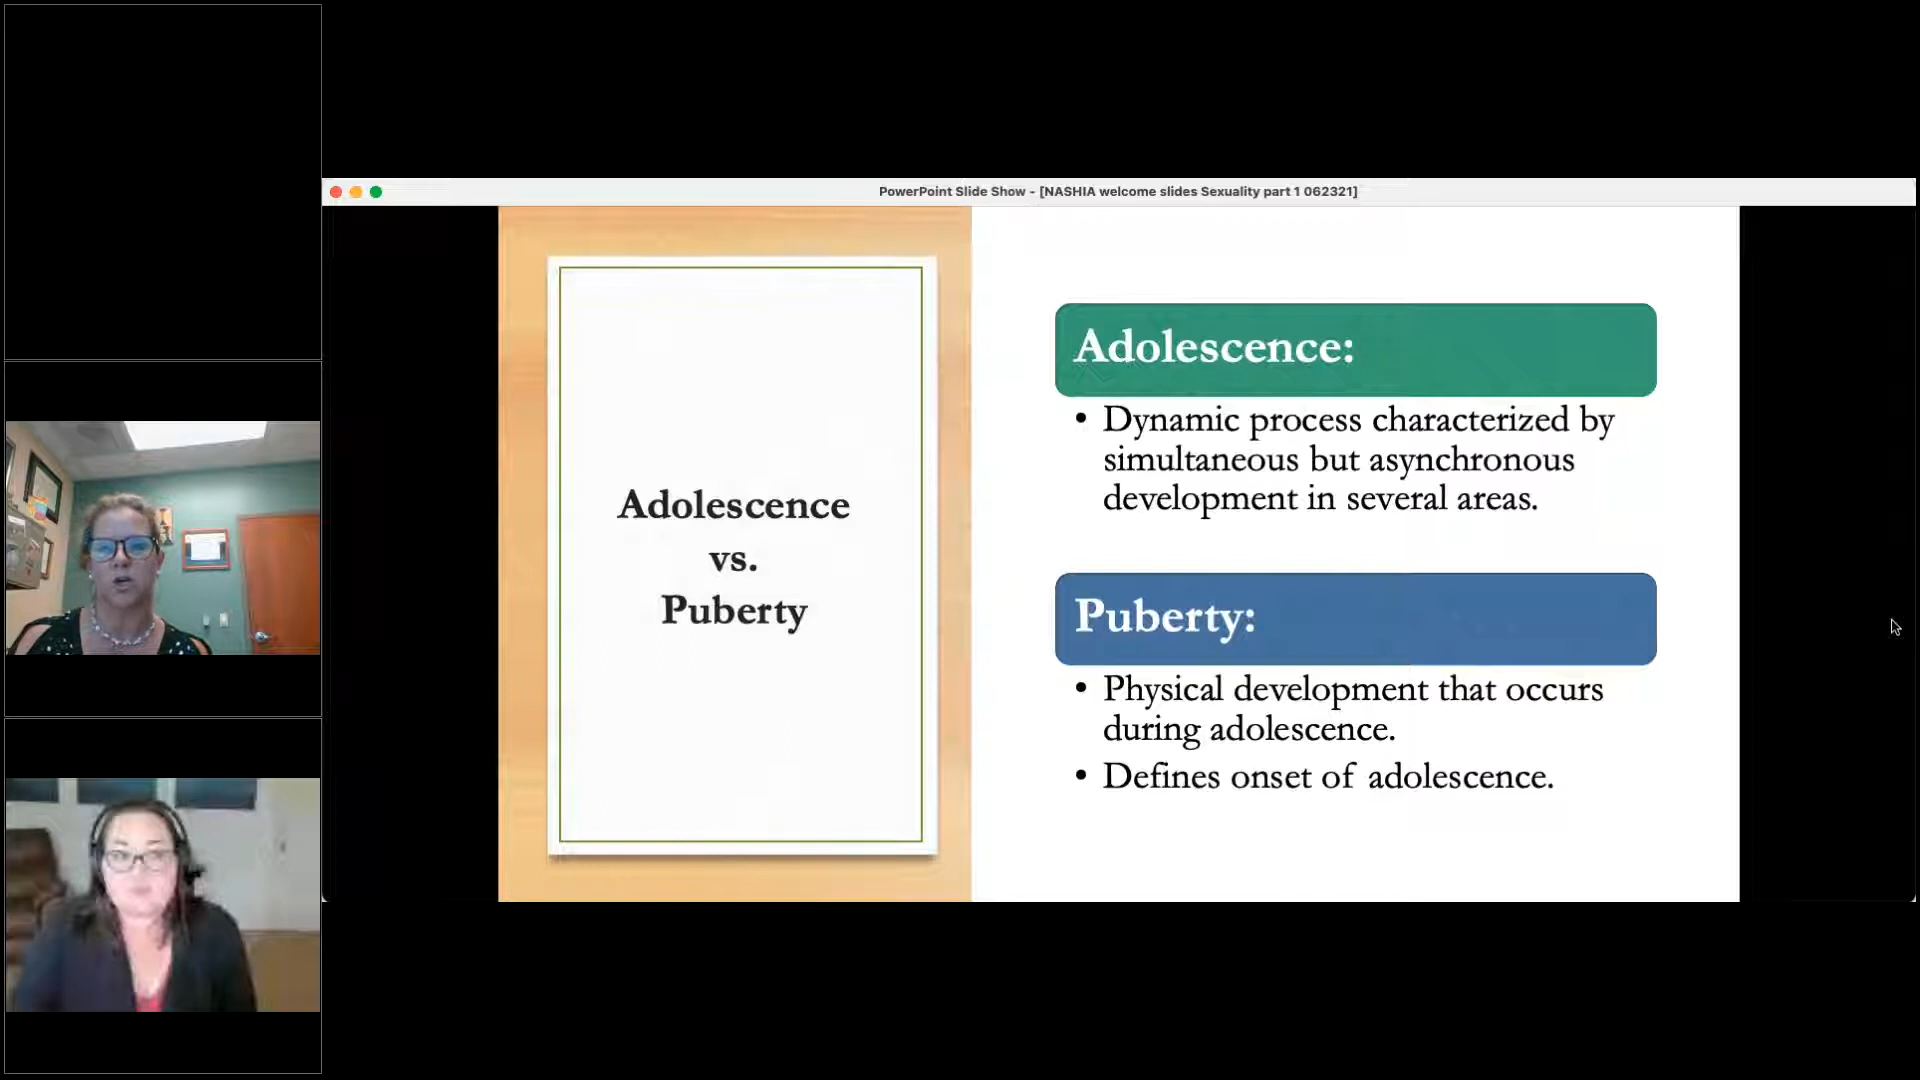 PowerPoint Slide Show - [NASHIA welcome slides Sexuality part 1 062321]
Adolescence
vs.
Puberty
Adolescence:
• Dynamic process characterized by
simultaneous but asynchronous
development in several areas.
Puberty:
• Physical development that occurs
during adolescence.
• Defines onset of adolescence.